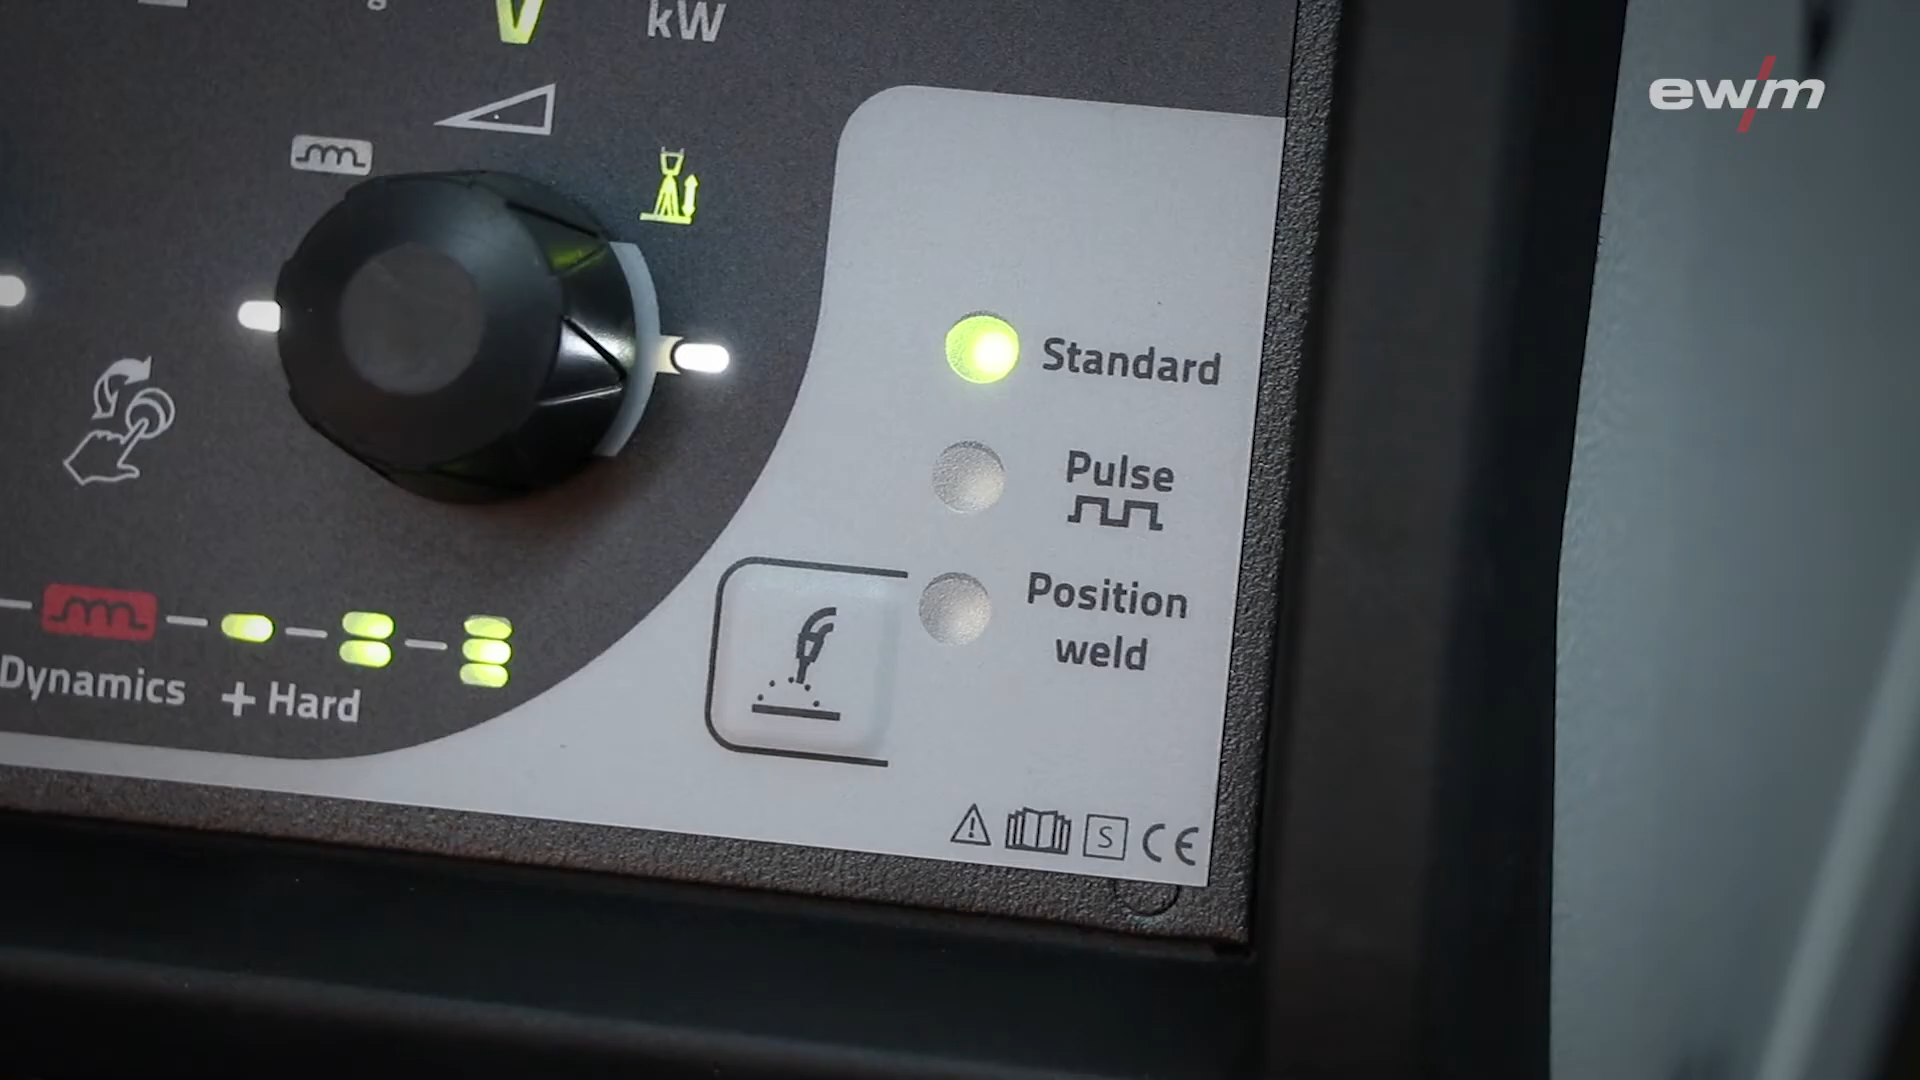 V
kW
ewm
Standard
Pulse
Position
weld
Dynamics + Hard
S CE